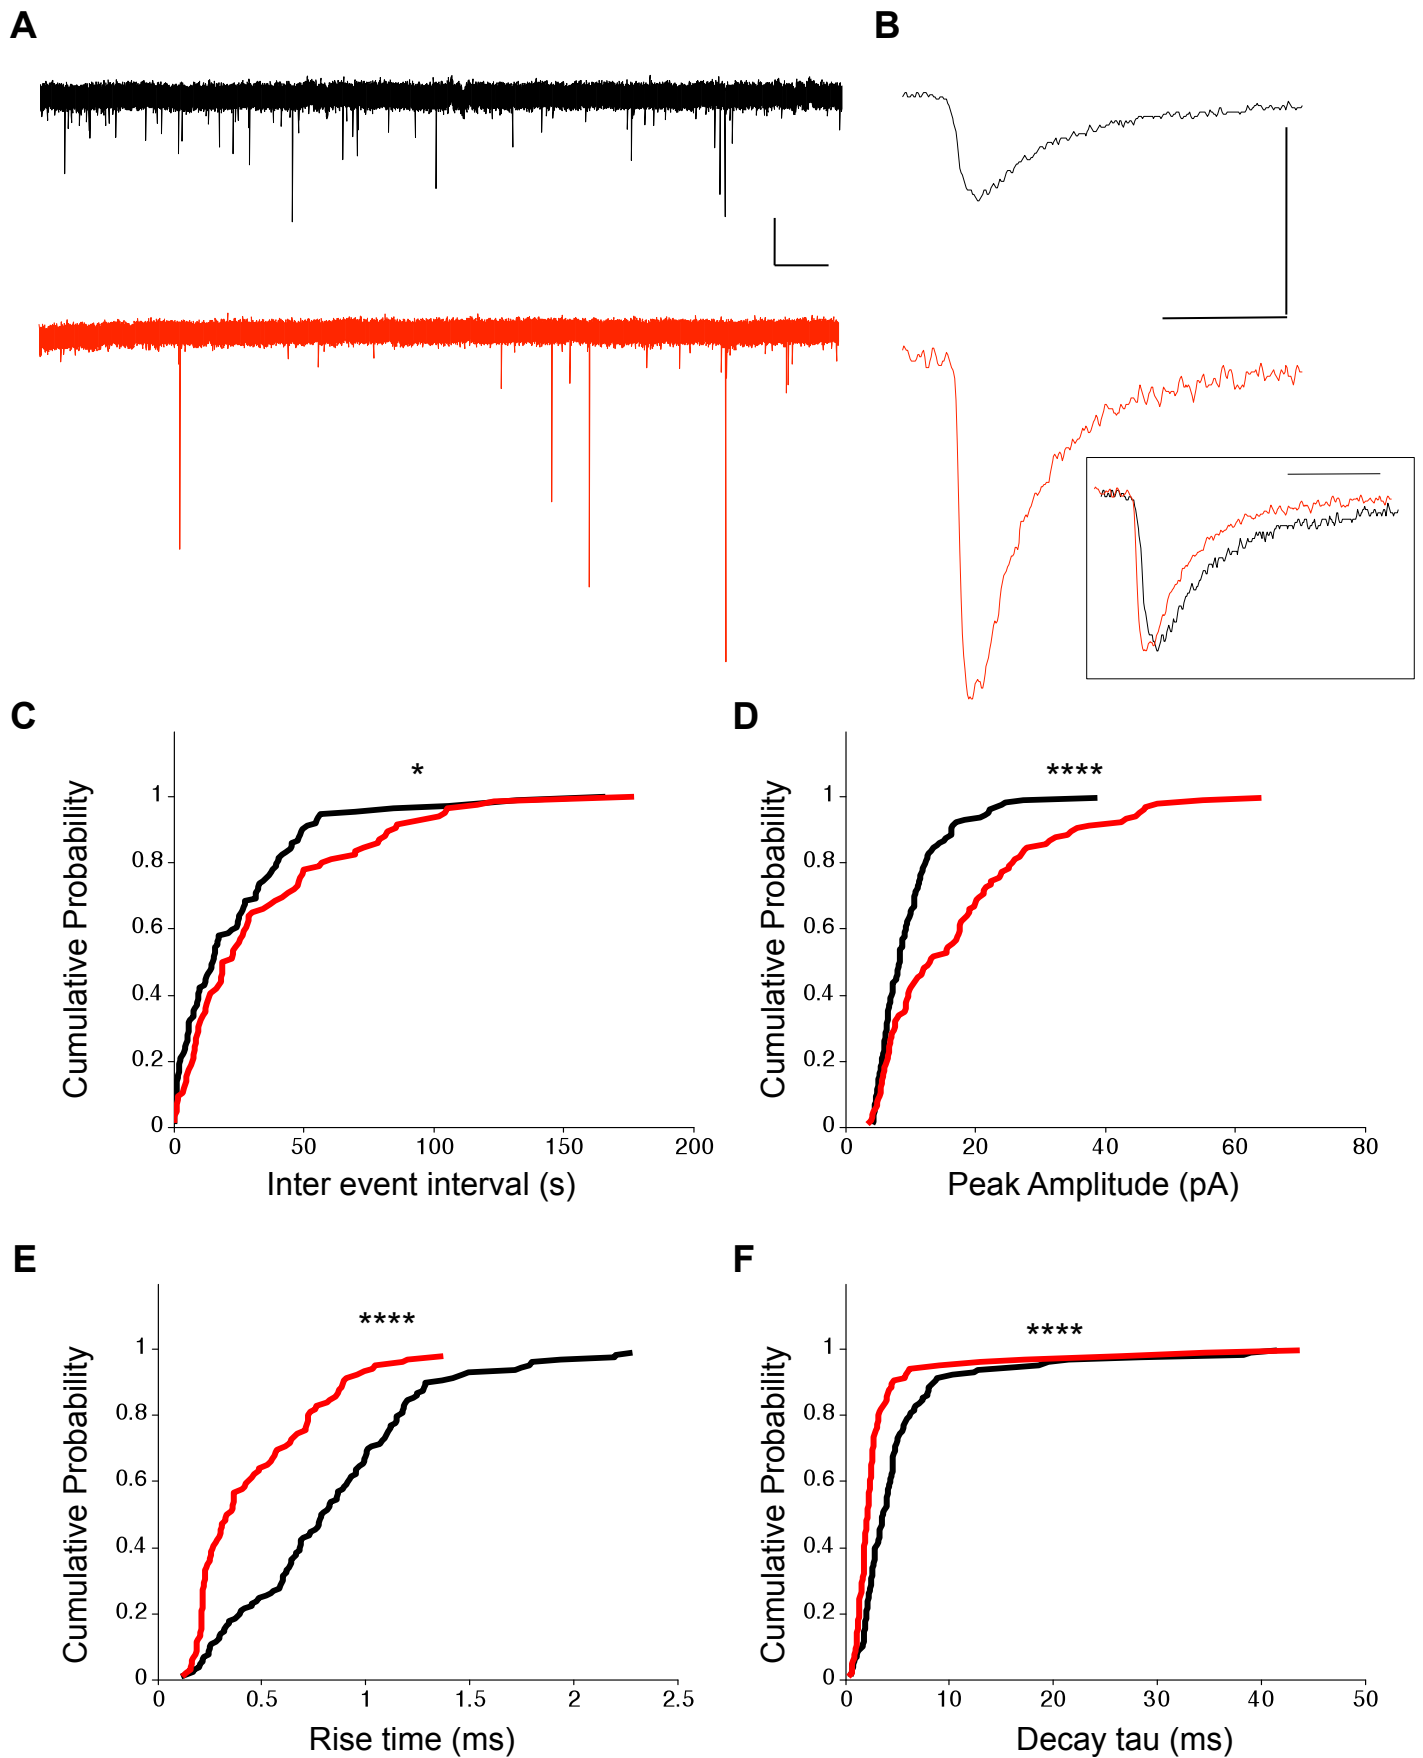 A
B
C
*
Cumulative Probability
1
0.8
0.6
0.4
0.2
0
0 50 100 150 200
Inter event interval (s)
D
****
Cumulative Probability
1
0.8
0.6
0.4
0.2
0
0 20 40 60 80
Peak Amplitude (pA)
E
****
Cumulative Probability
1
0.8
0.6
0.4
0.2
0
0 0.5 1 1.5 2 2.5
Rise time (ms)
F
****
Cumulative Probability
1
0.8
0.6
0.4
0.2
0
0 10 20 30 40 50
Decay tau (ms)